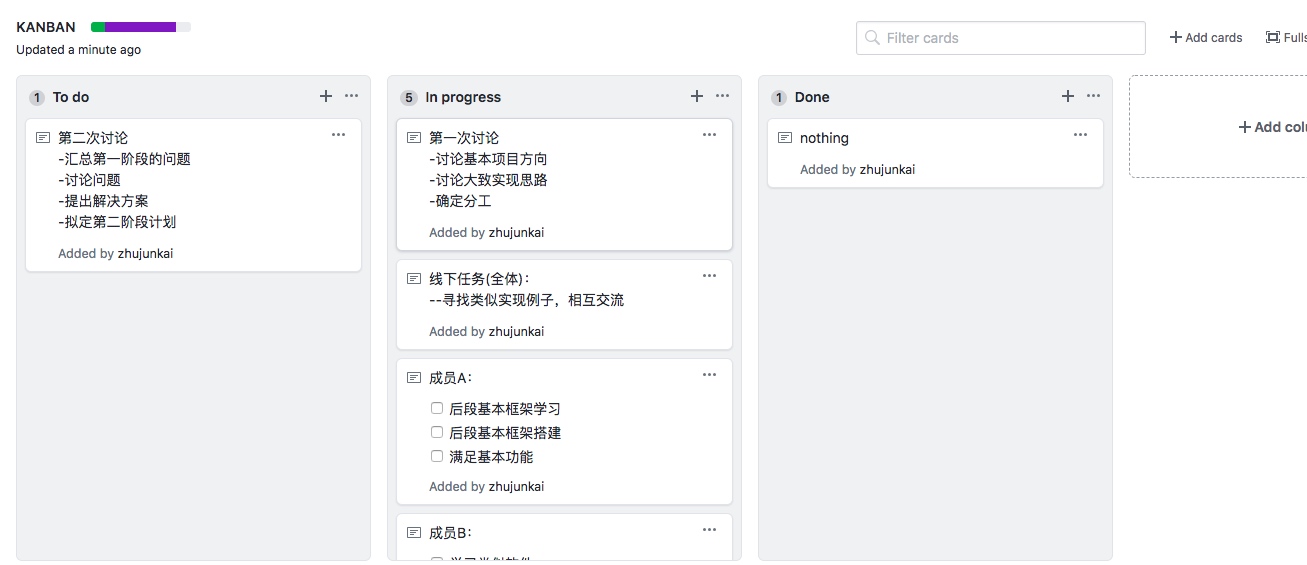 KANBAN
Updated a minute ago
Filter cards
Add cards
Fulls
1 To do
第二次讨论
-汇总第一阶段的问题
-讨论问题
-提出解决方案
-拟定第二阶段计划
Added by zhujunkai
5 In progress
第一次讨论
-讨论基本项目方向
-讨论大致实现思路
-确定分工
Added by zhujunkai
线下任务(全体)：
--寻找类似实现例子，相互交流
Added by zhujunkai
成员A：
后段基本框架学习
后段基本框架搭建
满足基本功能
Added by zhujunkai
成员B：
1 Done
nothing
Added by zhujunkai
Add colu